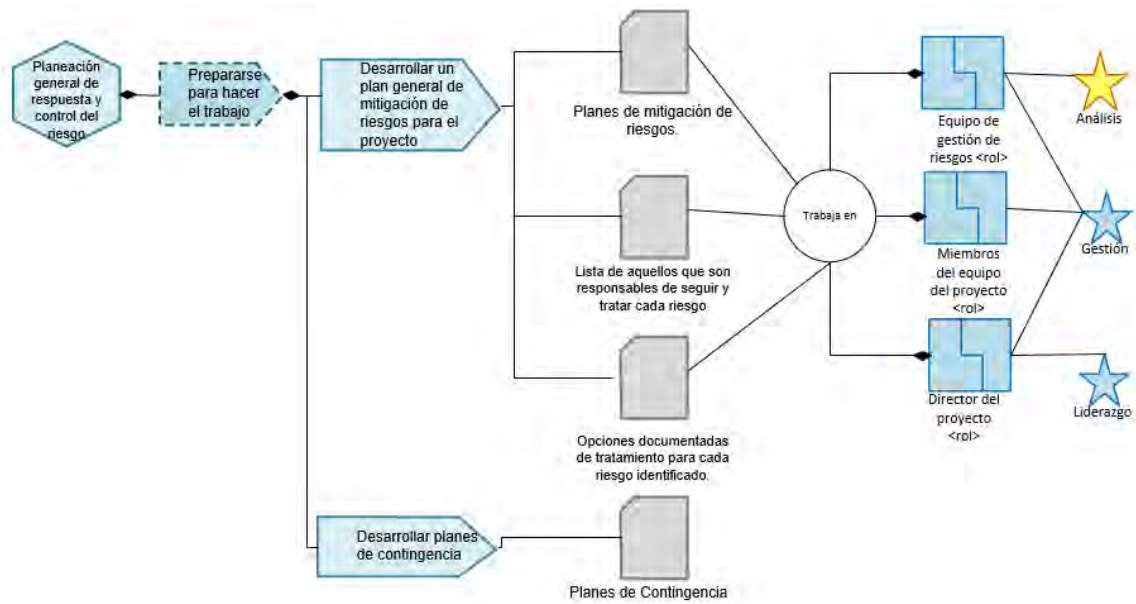 Planeación
general de
respuesta y
control del
riesgo
Prepararse
para hacer
el trabajo
Desarrollar un
plan general de
mitigación de
riesgos para el
proyecto
Planes de mitigación de
riesgos.
Lista de aquellos que son
responsables de seguir y
tratar cada riesgo
Opciones documentadas
de tratamiento para cada
riesgo identificado.
Trabaja en
Equipo de
gestión de
riesgos <rol>
Miembros
del equipo
del proyecto
<rol>
Director del
proyecto
<rol>
Análisis
Gestión
Liderazgo
Desarrollar planes
de contingencia
Planes de Contingencia